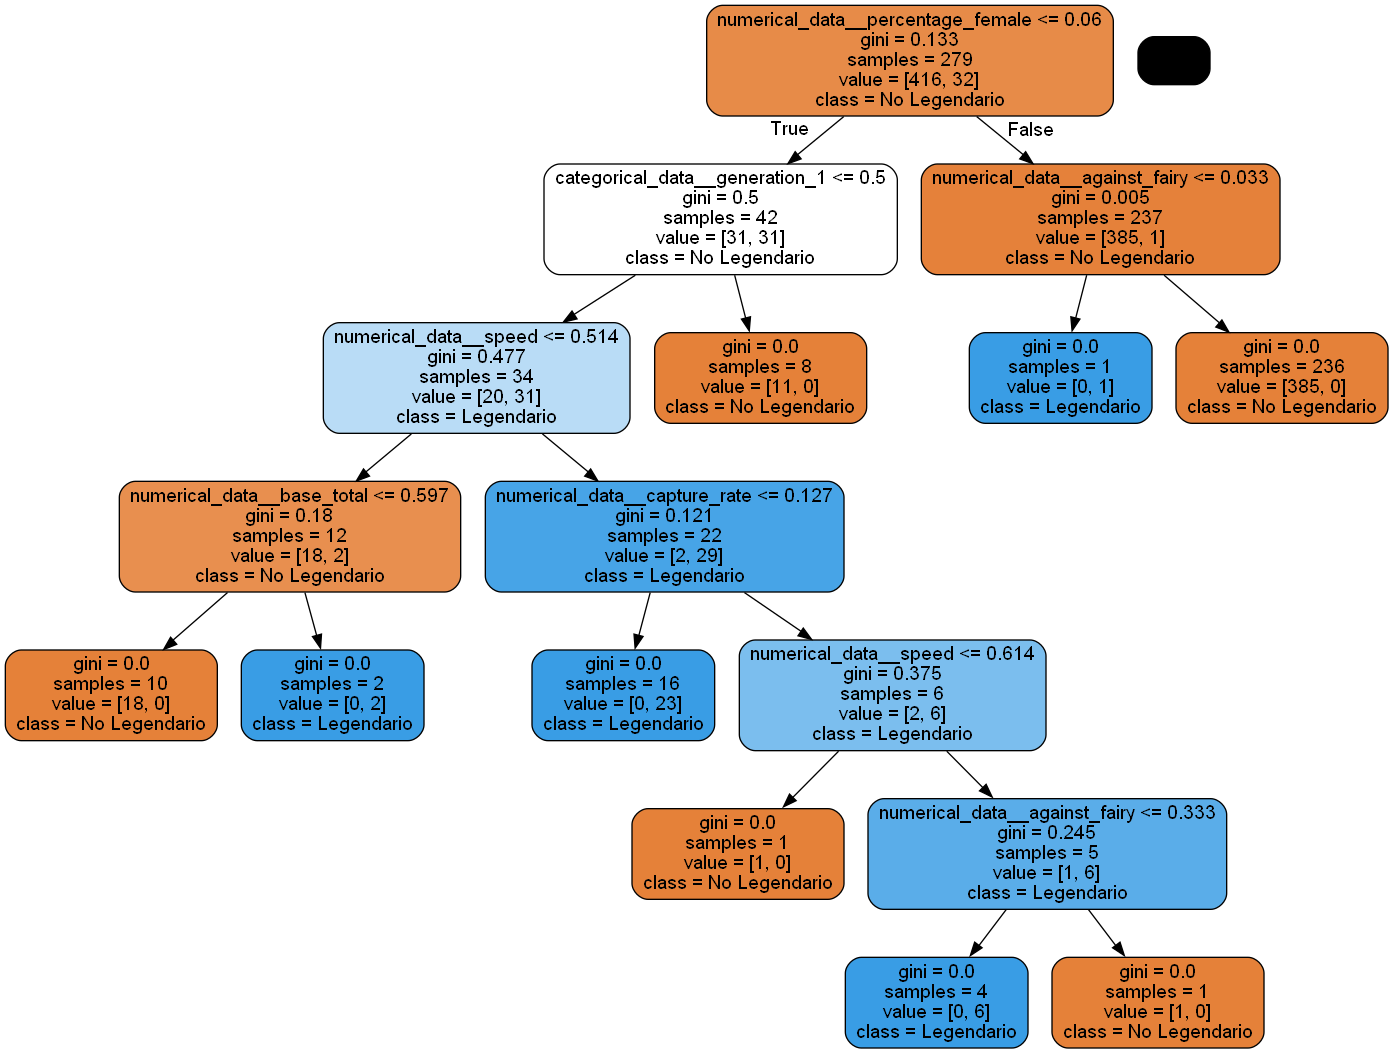 numerical_data__percentage_female <= 0.06
gini = 0.133
samples = 279
value = [416, 32]
class = No Legendario
True
False
categorical_data__generation_1 <= 0.5
gini = 0.5
samples = 42
value = [31, 31]
class = No Legendario
numerical_data__against_fairy <= 0.033
gini = 0.005
samples = 237
value = [385, 1]
class = No Legendario
numerical_data__speed <= 0.514
gini = 0.477
samples = 34
value = [20, 31]
class = Legendario
gini = 0.0
samples = 8
value = [11, 0]
class = No Legendario
gini = 0.0
samples = 1
value = [0, 1]
class = Legendario
gini = 0.0
samples = 236
value = [385, 0]
class = No Legendario
numerical_data__base_total <= 0.597
gini = 0.18
samples = 12
value = [18, 2]
class = No Legendario
numerical_data__capture_rate <= 0.127
gini = 0.121
samples = 22
value = [2, 29]
class = Legendario
gini = 0.0
samples = 10
value = [18, 0]
class = No Legendario
gini = 0.0
samples = 2
value = [0, 2]
class = Legendario
gini = 0.0
samples = 16
value = [0, 23]
class = Legendario
numerical_data__speed <= 0.614
gini = 0.375
samples = 6
value = [2, 6]
class = Legendario
gini = 0.0
samples = 1
value = [1, 0]
class = No Legendario
numerical_data__against_fairy <= 0.333
gini = 0.245
samples = 5
value = [1, 6]
class = Legendario
gini = 0.0
samples = 4
value = [0, 6]
class = Legendario
gini = 0.0
samples = 1
value = [1, 0]
class = No Legendario